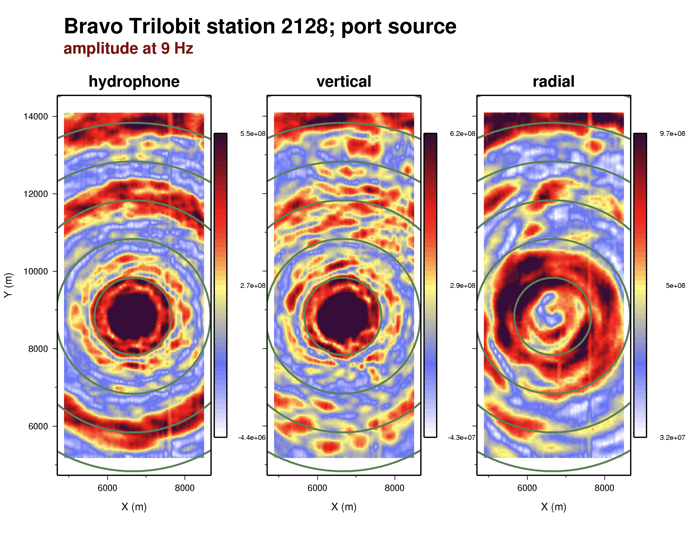 Bravo Trilobit station 2128; port source
amplitude at 9 Hz
hydrophone vertical radial
14000
12000
10000
8000
6000
Y (m)
5.5e+08
2.7e+08
-4.4e+06
6.2e+08
2.9e+08
-4.3e+07
9.7e+08
5e+08
3.2e+07
6000 8000 6000 8000 6000 8000
X (m) X (m) X (m)